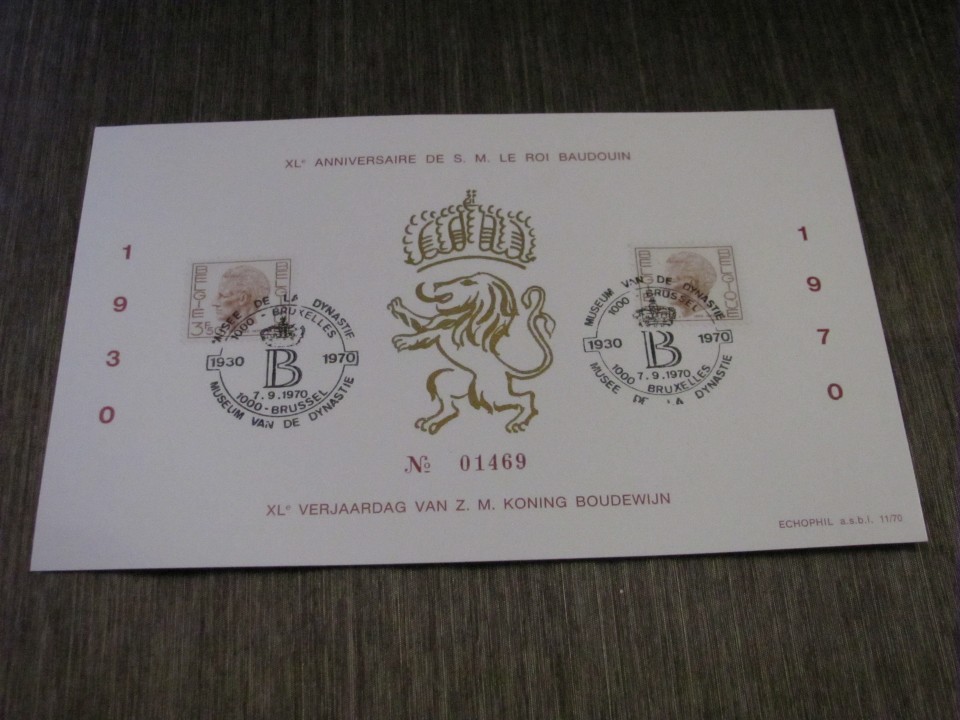 XLe ANNIVERSAIRE DE S. M. LE ROI BAUDOUIN
1
9
3
0
BELGIE
3F
MUSEE DE LA DYNASTIE
1000 - BRUXELLES
1930 B 1970
7.9.1970
1000 - BRUSSEL
MUSEUM VAN DE DYNASTIE
MUSEUM VAN DE DYNASTIE
1000 - BRUSSEL
1930 B 1970
7.9.1970
1000 BRUXELLES
MUSEE DE LA DYNASTIE
1
9
7
0
No 01469
XLe VERJAARDAG VAN Z. M. KONING BOUDEWIJN
ECHOPHIL a.s.b.l. 11/70